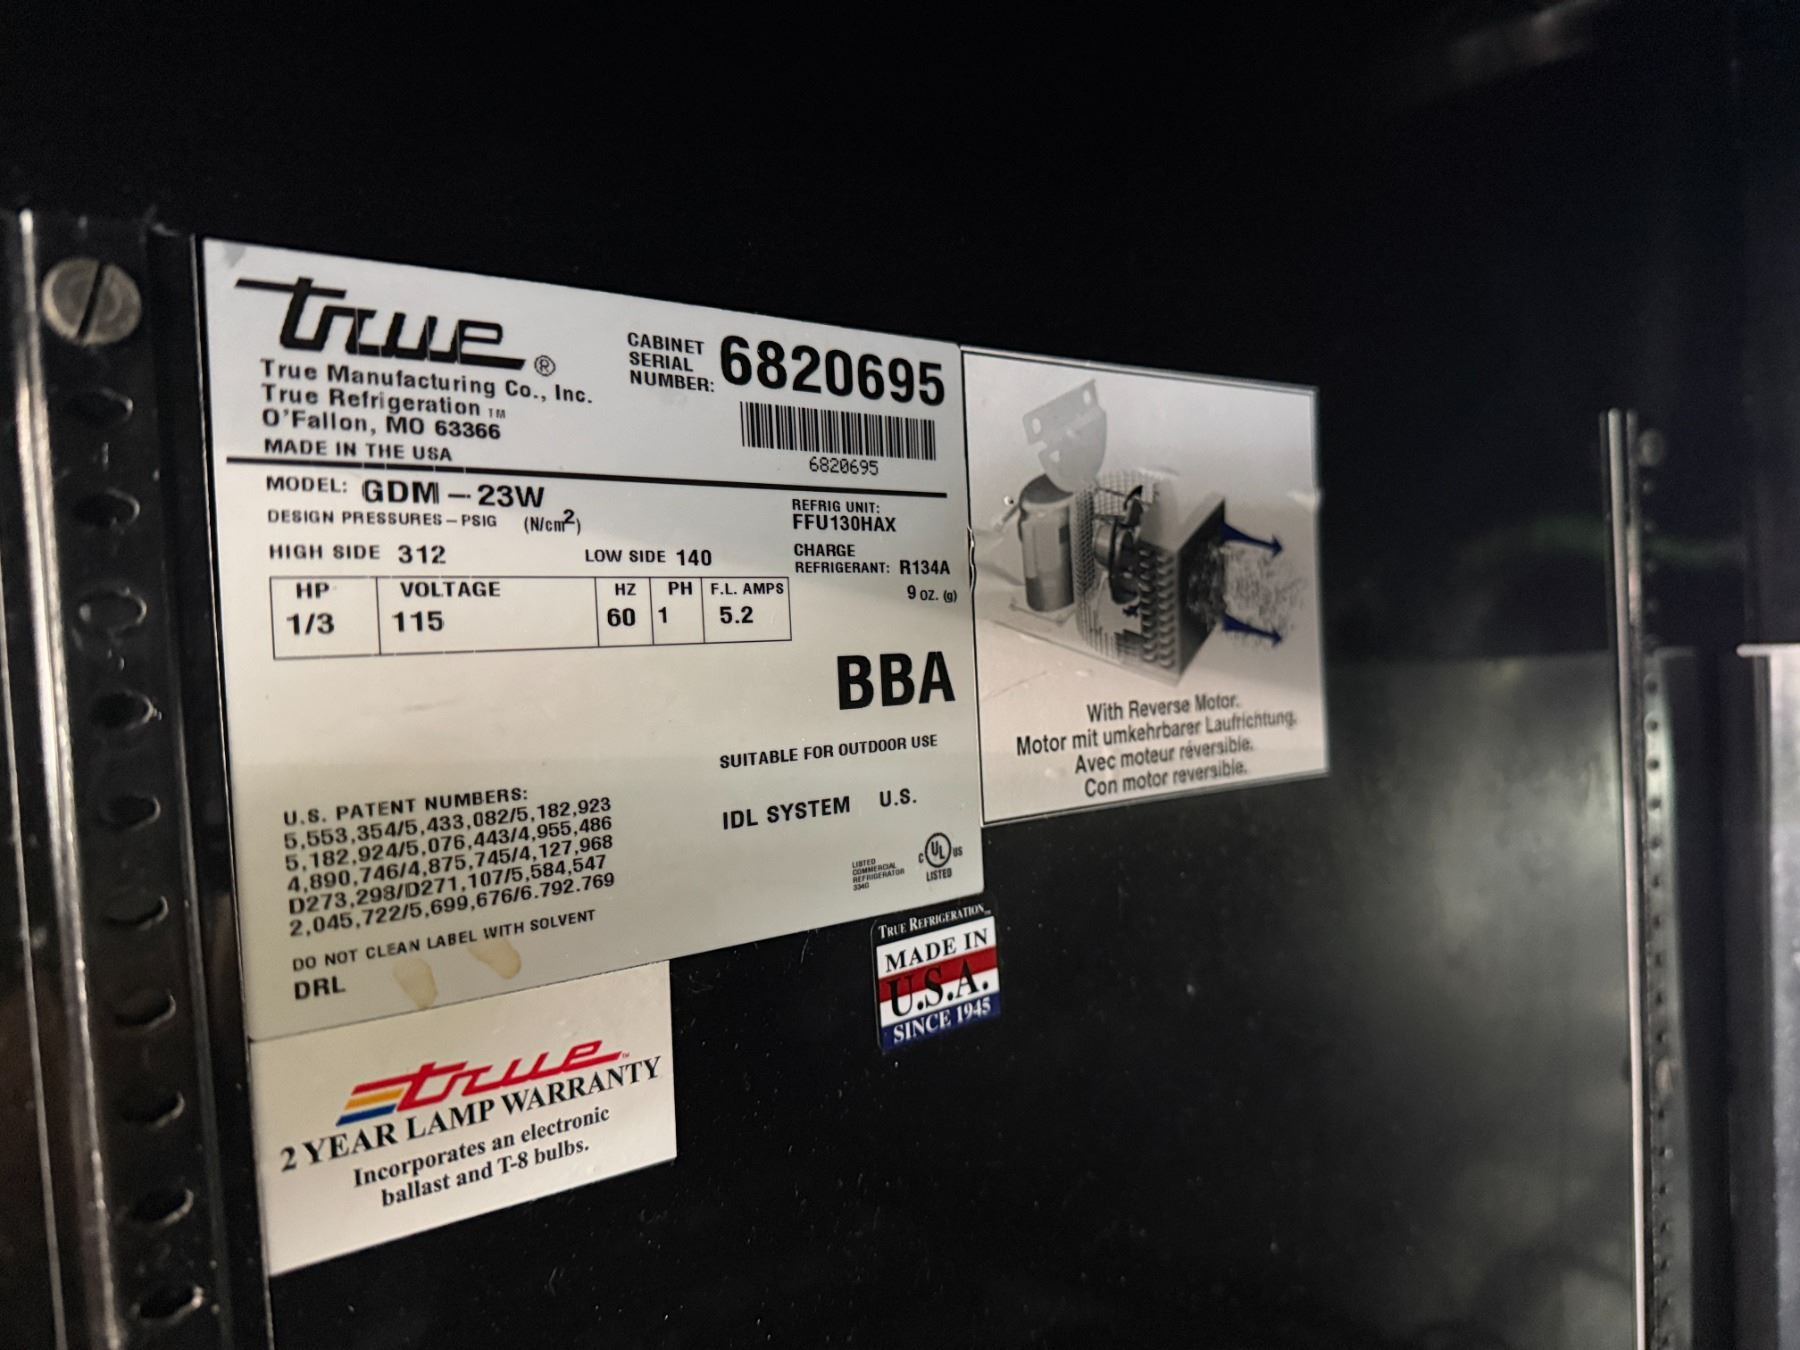 true®
True Manufacturing Co., Inc.
True Refrigeration TM
O'Fallon, MO 63366
MADE IN THE USA
CABINET
SERIAL
NUMBER: 6820695
6820695
MODEL: GDM – 23W
DESIGN PRESSURES – PSIG (N/cm²)
HIGH SIDE 312 LOW SIDE 140
REFRIG UNIT:
FFU130HAX
CHARGE
REFRIGERANT: R134A
9 OZ. (g)
HP VOLTAGE HZ PH F.L. AMPS
1/3 115 60 1 5.2
BBA
SUITABLE FOR OUTDOOR USE
IDL SYSTEM U.S.
U.S. PATENT NUMBERS:
5,553,354/5,433,082/5,182,923
5,182,924/5,076,443/4,955,486
4,890,746/4,875,745/4,127,968
D273,298/D271,107/5,584,547
2,045,722/5,699,676/6.792.769
DO NOT CLEAN LABEL WITH SOLVENT
DRL
LISTED
COMMERCIAL
REFRIGERATOR
C UL US
LISTED
With Reverse Motor.
Motor mit umkehrbarer Laufrichtung.
Avec moteur réversible.
Con motor reversible.
TRUE REFRIGERATION
MADE IN
U.S.A.
SINCE 1945
true™
2 YEAR LAMP WARRANTY
Incorporates an electronic
ballast and T-8 bulbs.